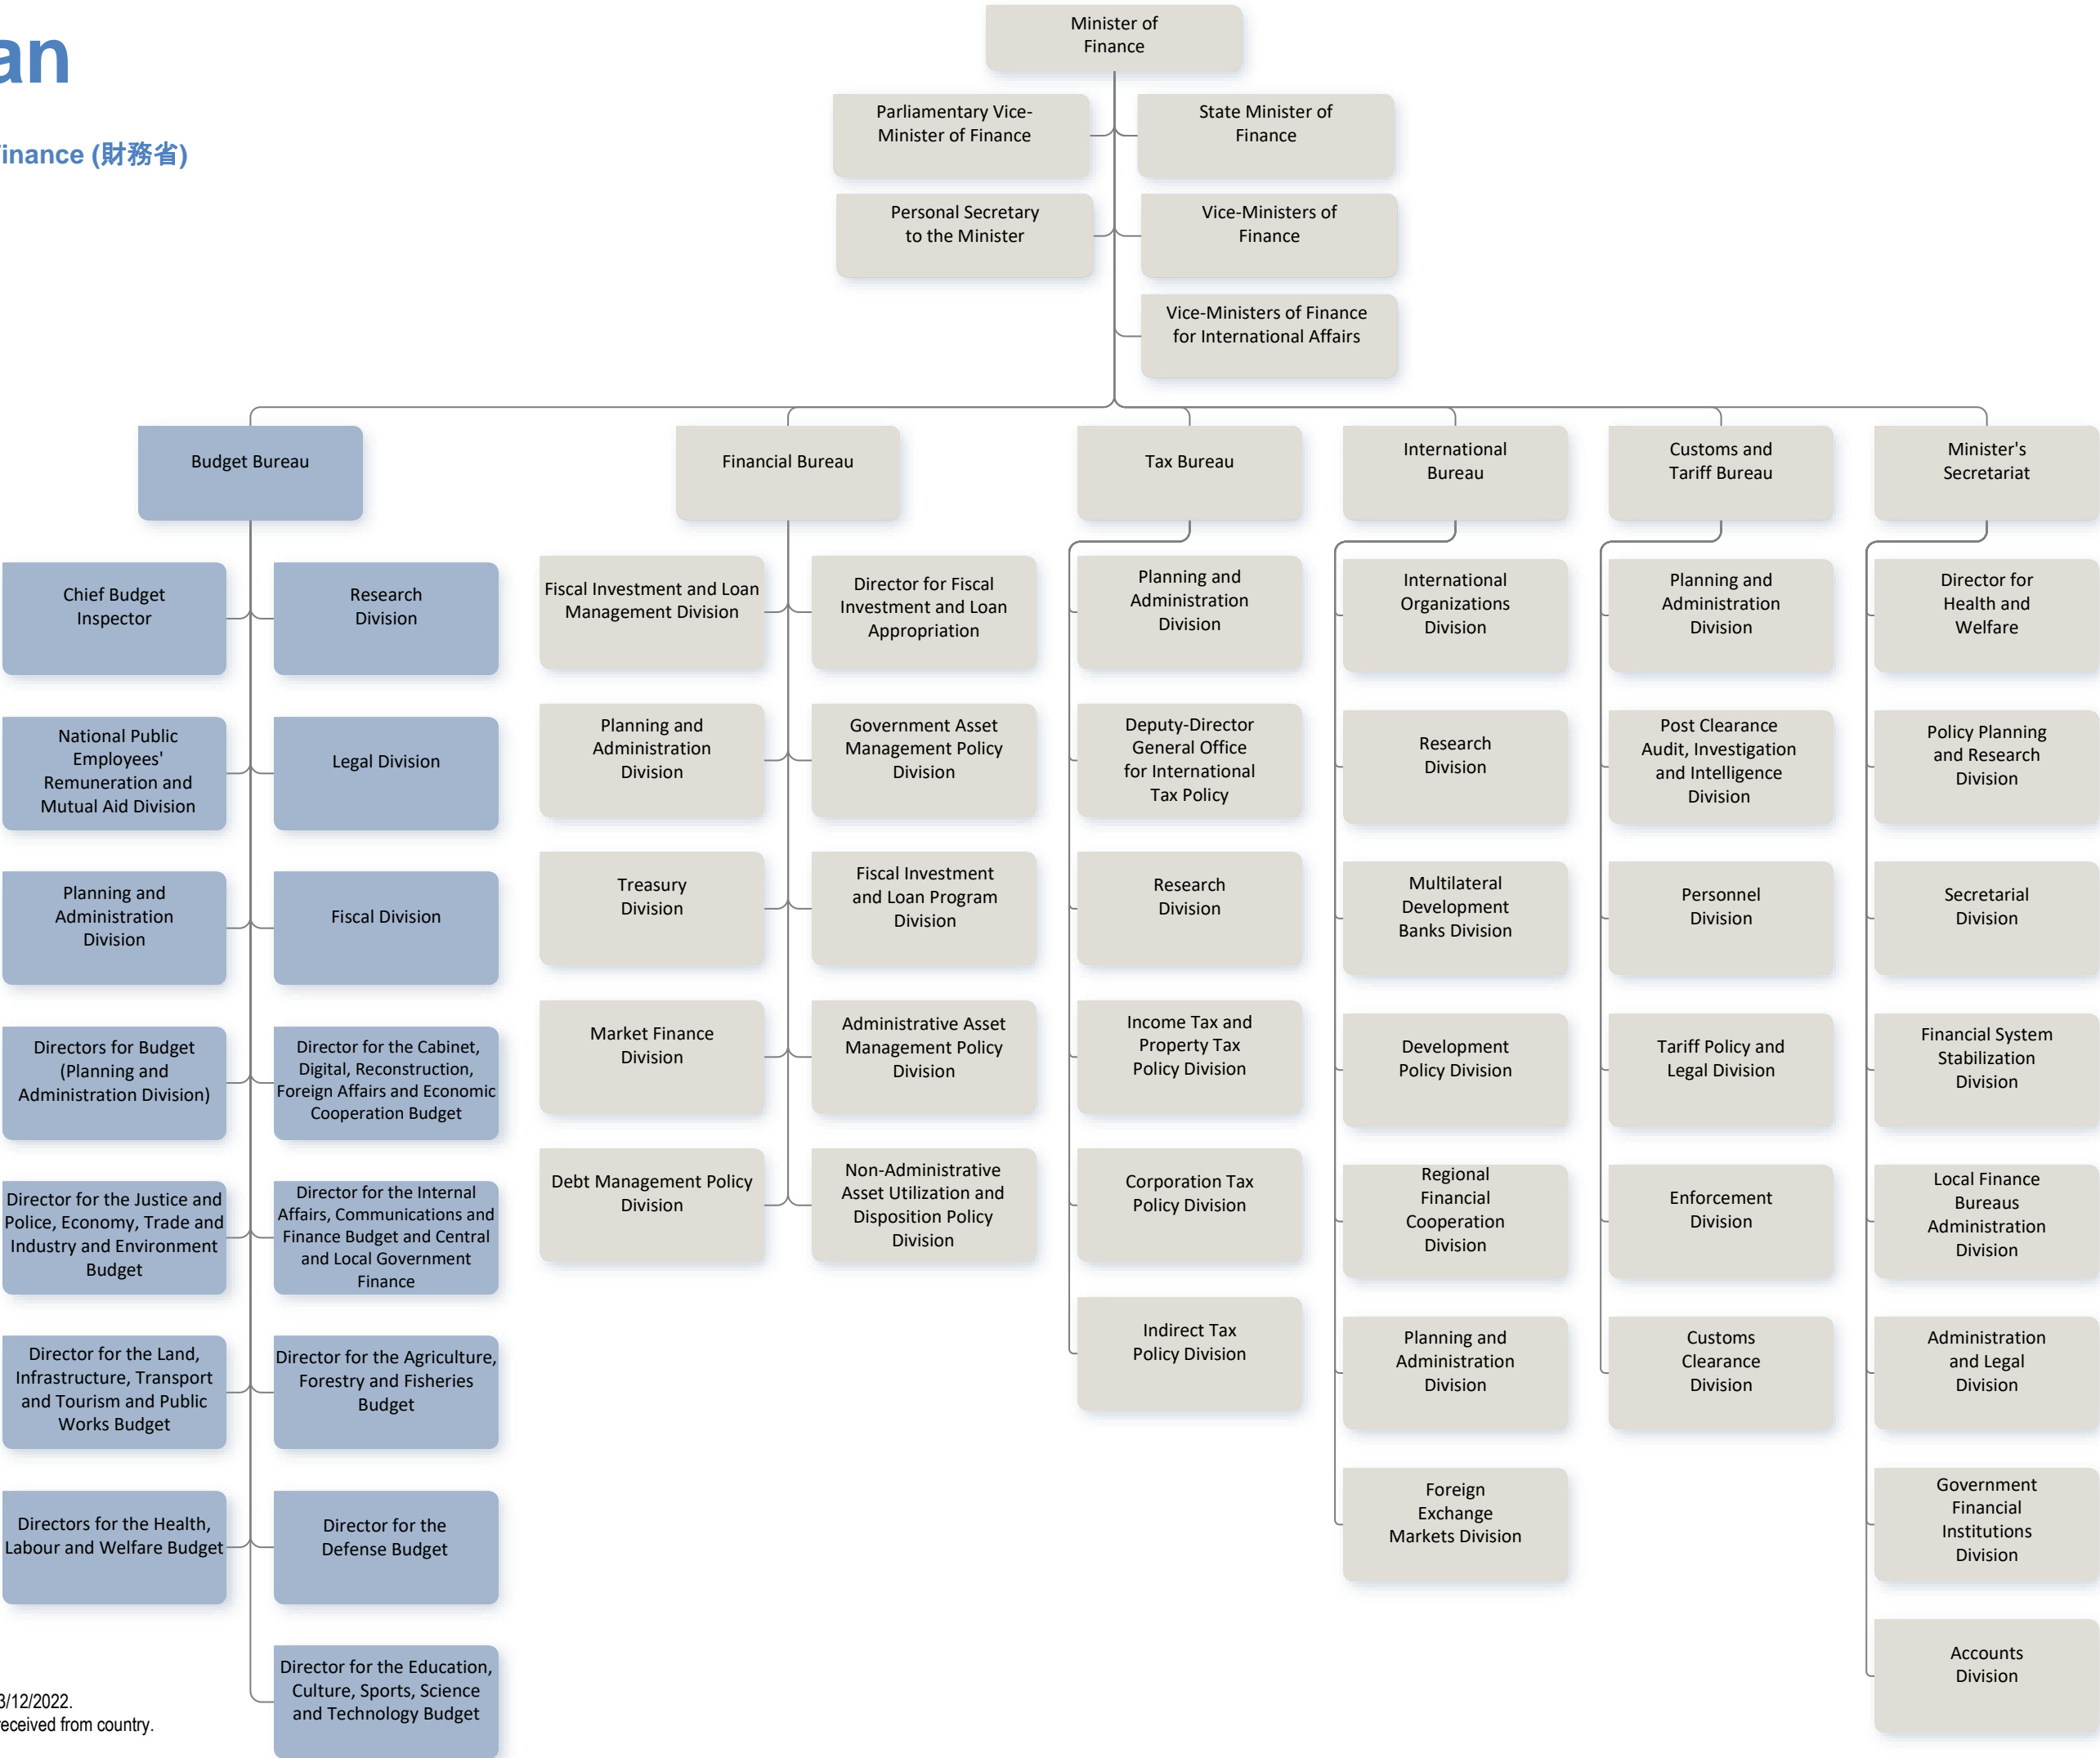 an
inance (財務省)
Minister of
Finance
Parliamentary Vice-
Minister of Finance
State Minister of
Finance
Personal Secretary
to the Minister
Vice-Ministers of
Finance
Vice-Ministers of Finance
for International Affairs
Budget Bureau
Financial Bureau
Tax Bureau
International
Bureau
Customs and
Tariff Bureau
Minister's
Secretariat
Chief Budget
Inspector
Research
Division
National Public
Employees'
Remuneration and
Mutual Aid Division
Legal Division
Planning and
Administration
Division
Fiscal Division
Directors for Budget
(Planning and
Administration Division)
Director for the Cabinet,
Digital, Reconstruction,
Foreign Affairs and Economic
Cooperation Budget
Director for the Justice and
Police, Economy, Trade and
Industry and Environment
Budget
Director for the Internal
Affairs, Communications and
Finance Budget and Central
and Local Government
Finance
Director for the Land,
Infrastructure, Transport
and Tourism and Public
Works Budget
Director for the Agriculture,
Forestry and Fisheries
Budget
Directors for the Health,
Labour and Welfare Budget
Director for the
Defense Budget
Director for the Education,
Culture, Sports, Science
and Technology Budget
Fiscal Investment and Loan
Management Division
Director for Fiscal
Investment and Loan
Appropriation
Planning and
Administration
Division
Government Asset
Management Policy
Division
Treasury
Division
Fiscal Investment
and Loan Program
Division
Market Finance
Division
Administrative Asset
Management Policy
Division
Debt Management Policy
Division
Non-Administrative
Asset Utilization and
Disposition Policy
Division
Planning and
Administration
Division
Deputy-Director
General Office
for International
Tax Policy
Research
Division
Income Tax and
Property Tax
Policy Division
Corporation Tax
Policy Division
Indirect Tax
Policy Division
International
Organizations
Division
Research
Division
Multilateral
Development
Banks Division
Development
Policy Division
Regional
Financial
Cooperation
Division
Planning and
Administration
Division
Foreign
Exchange
Markets Division
Planning and
Administration
Division
Post Clearance
Audit, Investigation
and Intelligence
Division
Personnel
Division
Tariff Policy and
Legal Division
Enforcement
Division
Customs
Clearance
Division
Director for
Health and
Welfare
Policy Planning
and Research
Division
Secretarial
Division
Financial System
Stabilization
Division
Local Finance
Bureaus
Administration
Division
Administration
and Legal
Division
Government
Financial
Institutions
Division
Accounts
Division
3/12/2022.
eceived from country.